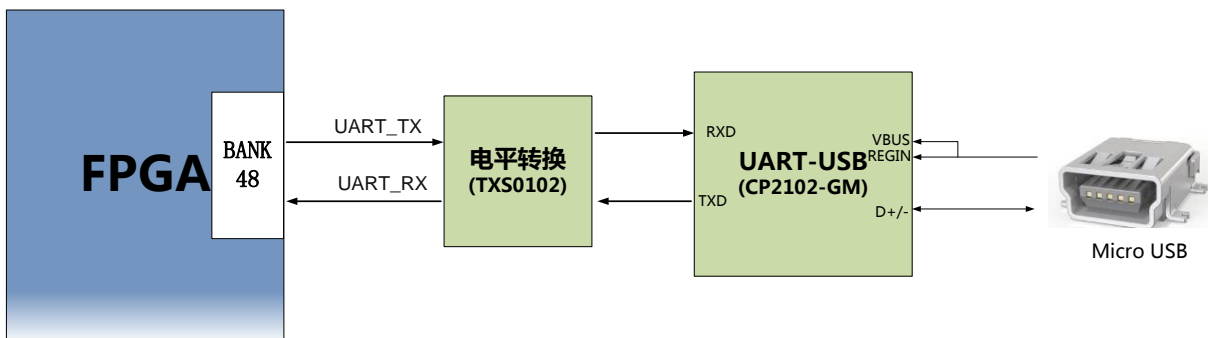 FPGA
BANK
48
UART_TX
UART_RX
电平转换
(TXS0102)
RXD
TXD
UART-USB
(CP2102-GM)
VBUS
REGIN
D+/-
Micro USB